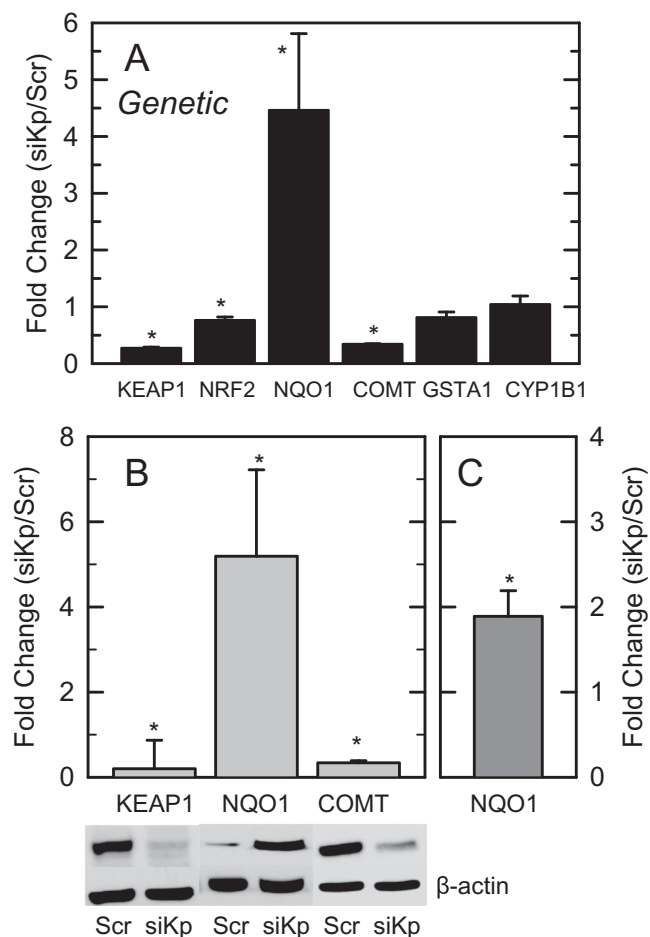 A
Genetic
Fold Change (siKp/Scr)
6
5
4
3
2
1
0
*
*
*
*
KEAP1 NRF2 NQO1 COMT GSTA1 CYP1B1
B
Fold Change (siKp/Scr)
8
6
4
2
0
*
*
*
KEAP1 NQO1 COMT
C
*
4
3
2
1
0
Fold Change (siKp/Scr)
NQO1
β-actin
Scr siKp Scr siKp Scr siKp